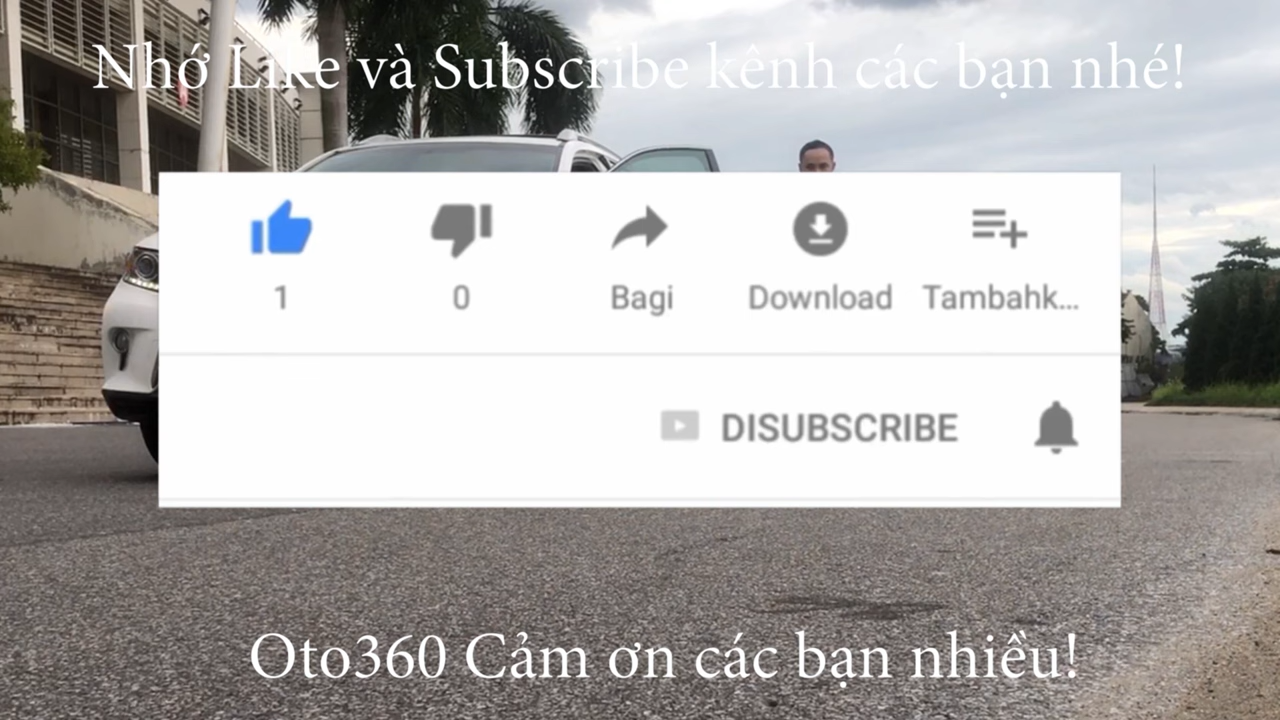 Nhớ Like và Subscribe kênh các bạn nhé!
1 0 Bagi Download Tambahk...
DISUBSCRIBE
Oto360 Cảm ơn các bạn nhiều!